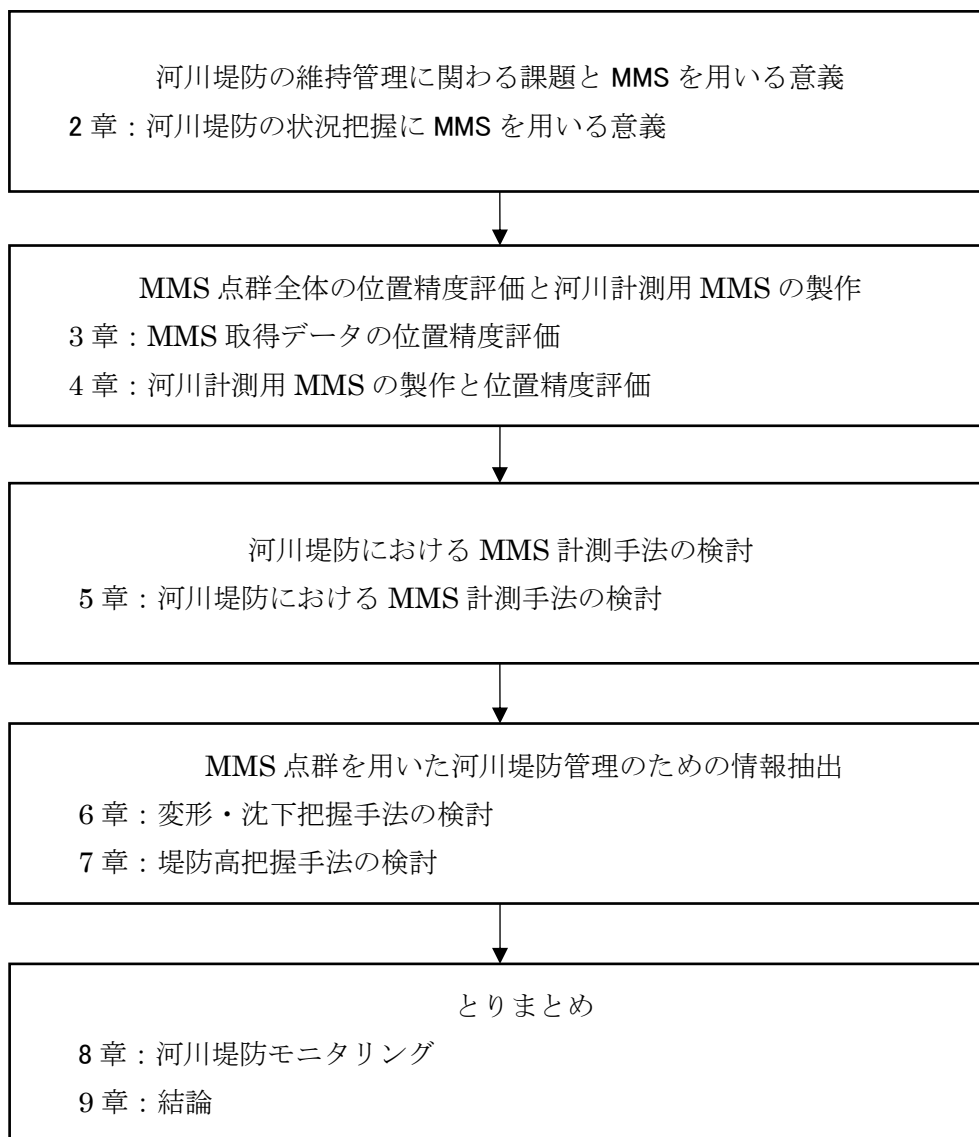 河川堤防の維持管理に関わる課題と MMS を用いる意義
2 章：河川堤防の状況把握に MMS を用いる意義
MMS 点群全体の位置精度評価と河川計測用 MMS の製作
3 章：MMS 取得データの位置精度評価
4 章：河川計測用 MMS の製作と位置精度評価
河川堤防における MMS 計測手法の検討
5 章：河川堤防における MMS 計測手法の検討
MMS 点群を用いた河川堤防管理のための情報抽出
6 章：変形・沈下把握手法の検討
7 章：堤防高把握手法の検討
とりまとめ
8 章：河川堤防モニタリング
9 章：結論